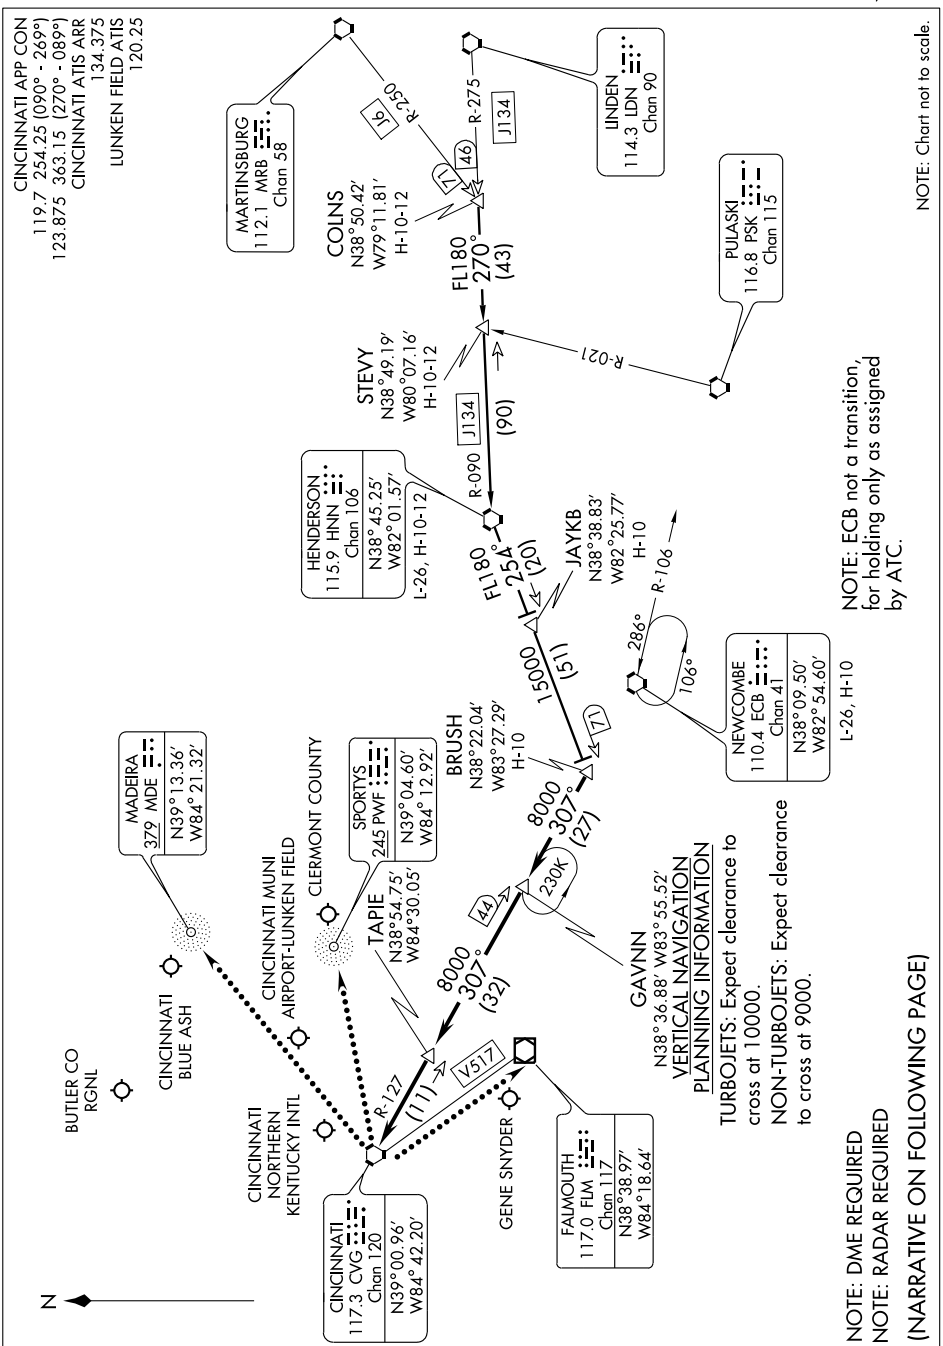 CINCINNATI APP CON
119.7 254.25 (090° - 269°)
123.875 363.15 (270° - 089°)
CINCINNATI ATIS ARR
134.375
LUNKEN FIELD ATIS
120.25
N
BUTLER CO
RGNL
CINCINNATI
BLUE ASH
MADEIRA
379 MDE
N39°13.36′
W84° 21.32′
CINCINNATI MUNI
AIRPORT-LUNKEN FIELD
CLERMONT COUNTY
CINCINNATI
NORTHERN
KENTUCKY INTL
SPORTYS
245 PWF
N39°04.60′
W84° 12.92′
CINCINNATI
117.3 CVG
Chan 120
N39°00.96′
W84° 42.20′
TAPIE
N38°54.75′
W84°30.05′
R-127
(11)
V517
8000
307°
(32)
44
GENE SNYDER
FALMOUTH
117.0 FLM
Chan 117
N38°38.97′
W84°18.64′
230K
8000
307°
(27)
GAVNN
N38°36.88′ W83°55.52′
VERTICAL NAVIGATION
PLANNING INFORMATION
TURBOJETS: Expect clearance to
cross at 10000.
NON-TURBOJETS: Expect clearance
to cross at 9000.
BRUSH
N38°22.04′
W83°27.29′
H-10
71
15000
(51)
JAYKB
N38°38.83′
W82°25.77′
H-10
FL180
254°
(20)
HENDERSON
115.9 HNN
Chan 106
N38° 45.25′
W82° 01.57′
L-26, H-10-12
R-090
J134
(90)
STEVY
N38°49.19′
W80°07.16′
H-10-12
FL180
270°
(43)
COLNS
N38°50.42′
W79°11.81′
H-10-12
MARTINSBURG
112.1 MRB
Chan 58
R-250
J6
71
46
R-275
J134
LINDEN
114.3 LDN
Chan 90
R-021
PULASKI
116.8 PSK
Chan 115
286°
R-106
106°
NEWCOMBE
110.4 ECB
Chan 41
N38°09.50′
W82°54.60′
L-26, H-10
NOTE: ECB not a transition,
for holding only as assigned
by ATC.
NOTE: DME REQUIRED
NOTE: RADAR REQUIRED
(NARRATIVE ON FOLLOWING PAGE)
NOTE: Chart not to scale.